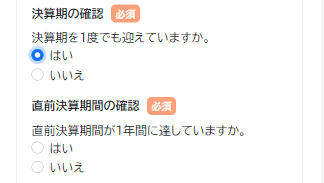 決算期の確認 必須
決算期を1度でも迎えていますか。
はい
いいえ
直前決算期間の確認 必須
直前決算期間が1年間に達していますか。
はい
いいえ